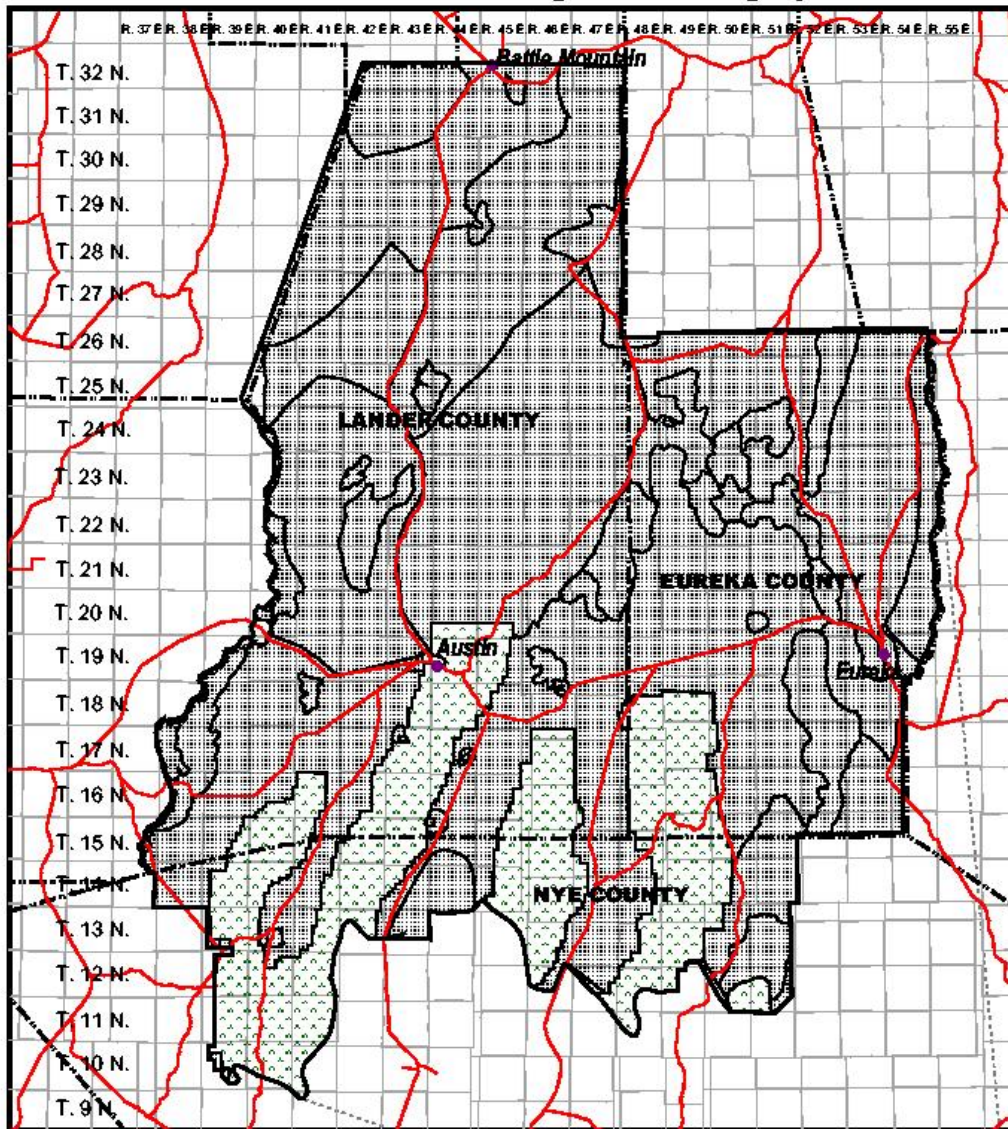 R. 37 E. R. 38 E. R. 39 E. R. 40 E. R. 41 E. R. 42 E. R. 43 E. R. 44 E. R. 45 E. R. 46 E. R. 47 E. R. 48 E. R. 49 E. R. 50 E. R. 51 E. R. 52 E. R. 53 E. R. 54 E. R. 55 E.
Battle Mountain
T. 32 N.
T. 31 N.
T. 30 N.
T. 29 N.
T. 28 N.
T. 27 N.
T. 26 N.
T. 25 N.
LANDER COUNTY
T. 24 N.
T. 23 N.
T. 22 N.
T. 21 N.
EUREKA COUNTY
T. 20 N.
Austin
T. 19 N.
Eureka
T. 18 N.
T. 17 N.
T. 16 N.
T. 15 N.
T. 14 N.
NYE COUNTY
T. 13 N.
T. 12 N.
T. 11 N.
T. 10 N.
T. 9 N.